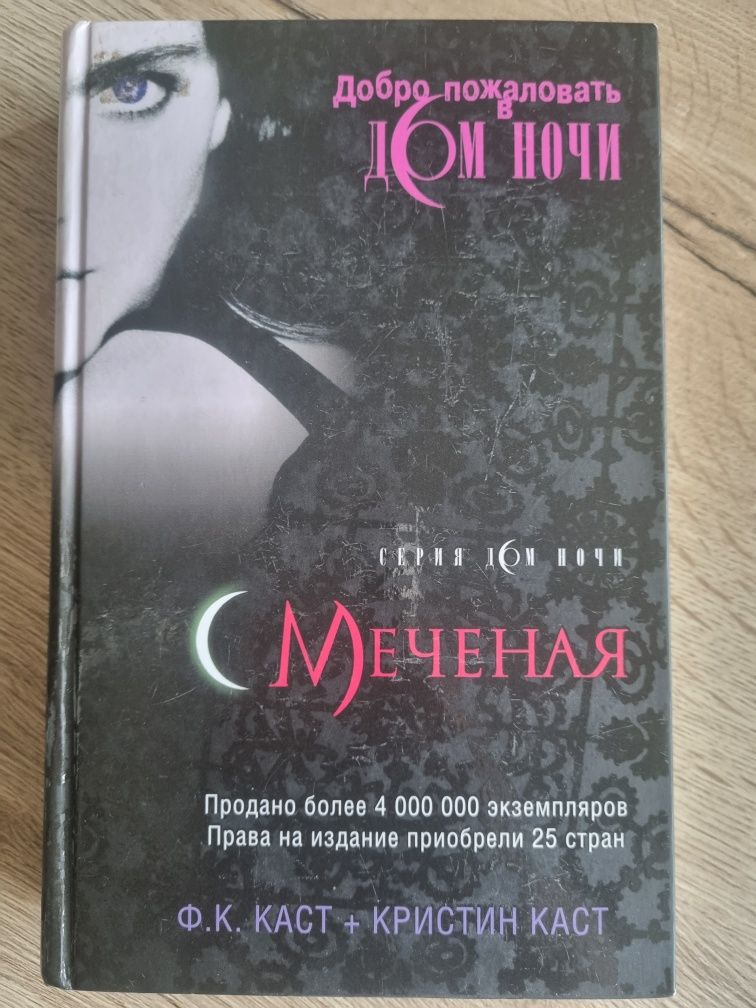 Добро пожаловать
в
ДОМ НОЧИ
СЕРИЯ ДОМ НОЧИ
МЕЧЕНАЯ
Продано более 4 000 000 экземпляров
Права на издание приобрели 25 стран
Ф.К. КАСТ + КРИСТИН КАСТ